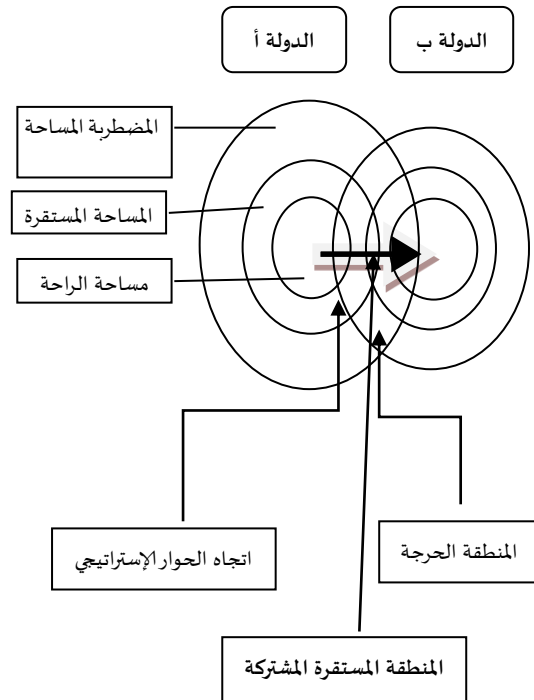 الدولة أ
الدولة ب
المضطربة المساحة
المساحة المستقرة
مساحة الراحة
اتجاه الحوار الإستراتيجي
المنطقة الحرجة
المنطقة المستقرة المشتركة